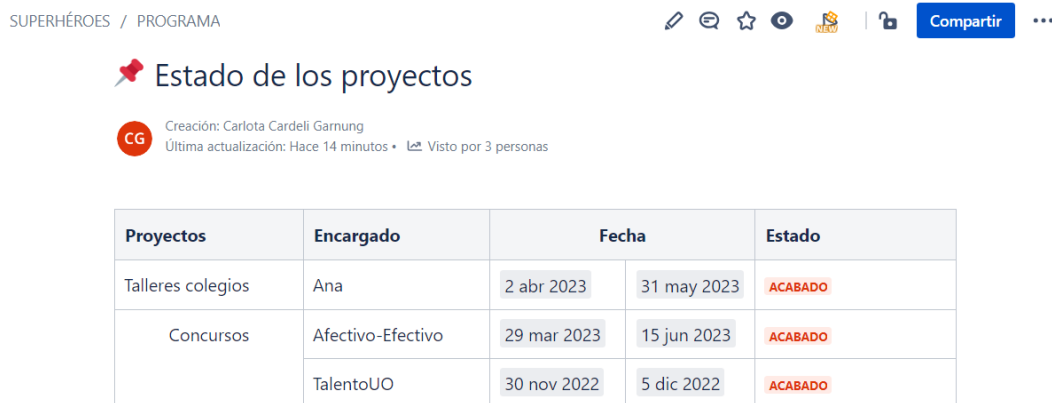 SUPERHÉROES / PROGRAMA
NEW
Compartir
Estado de los proyectos
CG
Creación: Carlota Cardeli Garnung
Última actualización: Hace 14 minutos • Visto por 3 personas
Proyectos Encargado Fecha Estado
Talleres colegios Ana 2 abr 2023 31 may 2023 ACABADO
Concursos Afectivo-Efectivo 29 mar 2023 15 jun 2023 ACABADO
TalentoUO 30 nov 2022 5 dic 2022 ACABADO